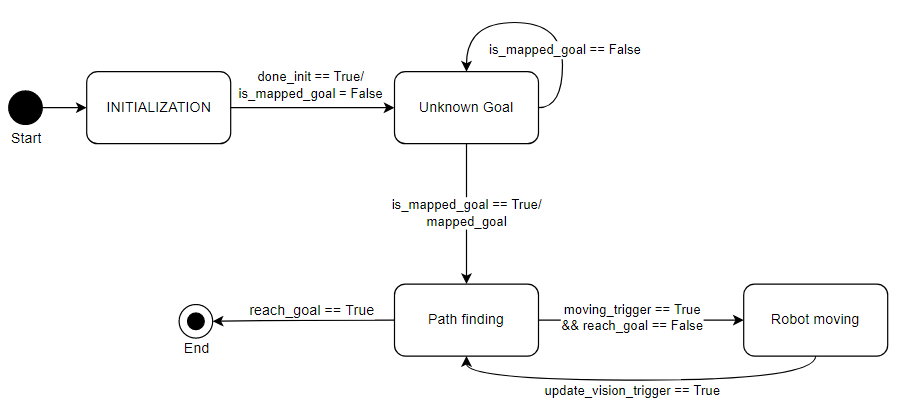 is_mapped_goal == False
done_init == True/
is_mapped_goal = False
INITIALIZATION
Unknown Goal
Start
is_mapped_goal == True/
mapped_goal
reach_goal == True
Path finding
moving_trigger == True
&& reach_goal == False
Robot moving
End
update_vision_trigger == True